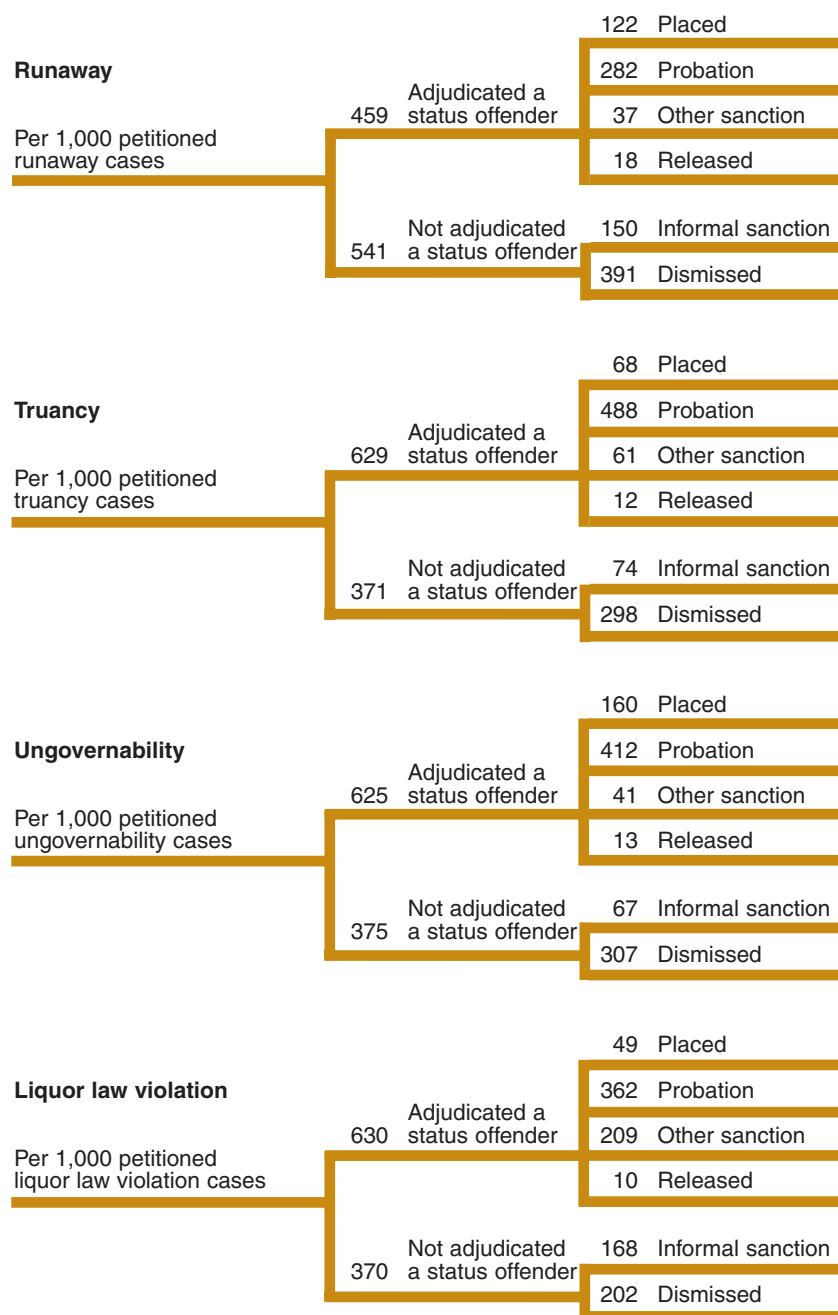 122 Placed
Runaway
282 Probation
Adjudicated a
459 status offender
37 Other sanction
Per 1,000 petitioned
runaway cases
18 Released
Not adjudicated
541 a status offender
150 Informal sanction
391 Dismissed
68 Placed
Truancy
488 Probation
Adjudicated a
629 status offender
61 Other sanction
Per 1,000 petitioned
truancy cases
12 Released
Not adjudicated
371 a status offender
74 Informal sanction
298 Dismissed
160 Placed
Ungovernability
412 Probation
Adjudicated a
625 status offender
41 Other sanction
Per 1,000 petitioned
ungovernability cases
13 Released
Not adjudicated
375 a status offender
67 Informal sanction
307 Dismissed
49 Placed
Liquor law violation
362 Probation
Adjudicated a
630 status offender
209 Other sanction
Per 1,000 petitioned
liquor law violation cases
10 Released
Not adjudicated
370 a status offender
168 Informal sanction
202 Dismissed